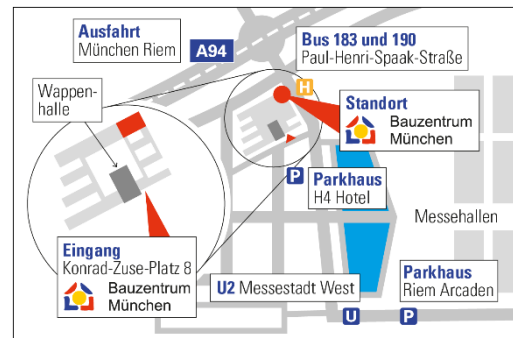 Ausfahrt
München Riem
A94
Bus 183 und 190
Paul-Henri-Spaak-Straße
H
Wappen-
halle
Standort
Bauzentrum
München
P
Parkhaus
H4 Hotel
Messehallen
Eingang
Konrad-Zuse-Platz 8
Bauzentrum
München
U2 Messestadt West
Parkhaus
Riem Arcaden
U
P